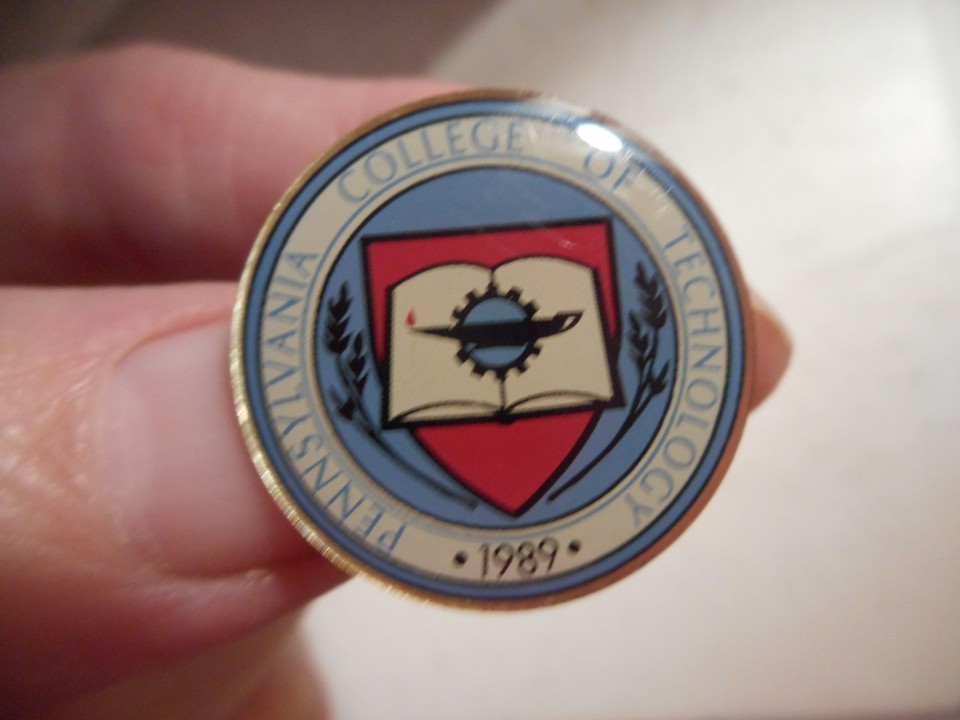 PENNSYLVANIA COLLEGE OF TECHNOLOGY
• 1989 •